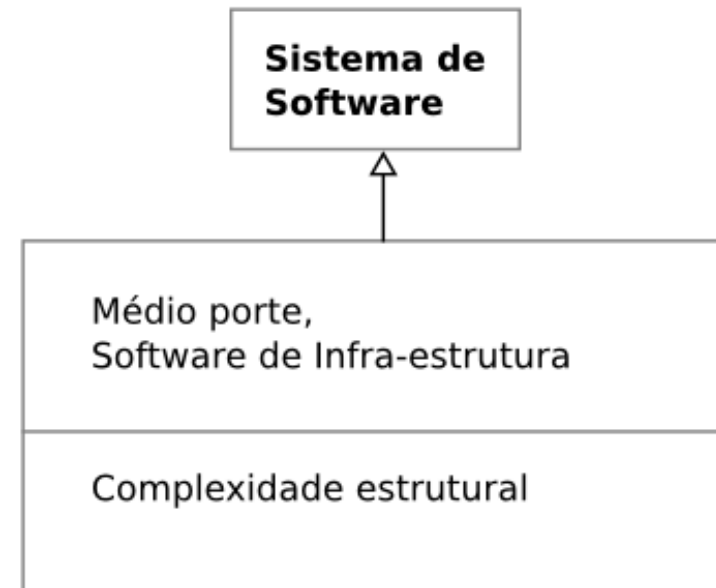 Sistema de
Software
Médio porte,
Software de Infra-estrutura
Complexidade estrutural